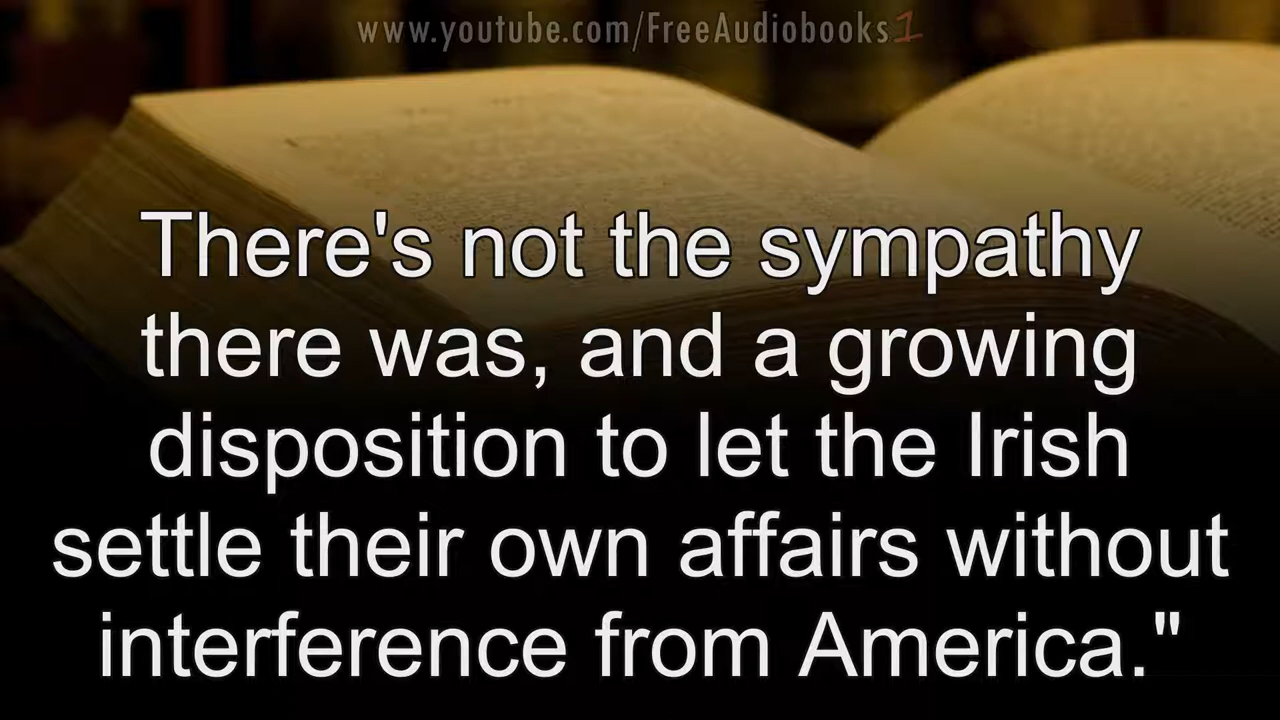 www.youtube.com/FreeAudiobooks1
There's not the sympathy
there was, and a growing
disposition to let the Irish
settle their own affairs without
interference from America."